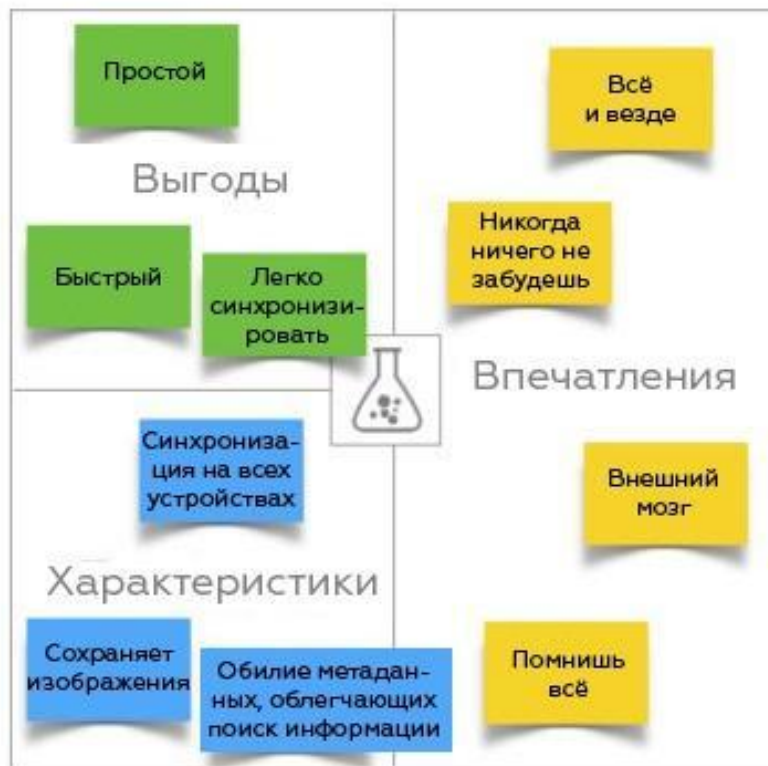 Простой
Выгоды
Быстрый
Легко
синхронизи-
ровать
Синхрониза-
ция на всех
устройствах
Характеристики
Сохраняет
изображения
Обилие метадан-
ных, облегчающих
поиск информации
Всё
и везде
Никогда
ничего не
забудешь
Впечатления
Внешний
мозг
Помнишь
всё